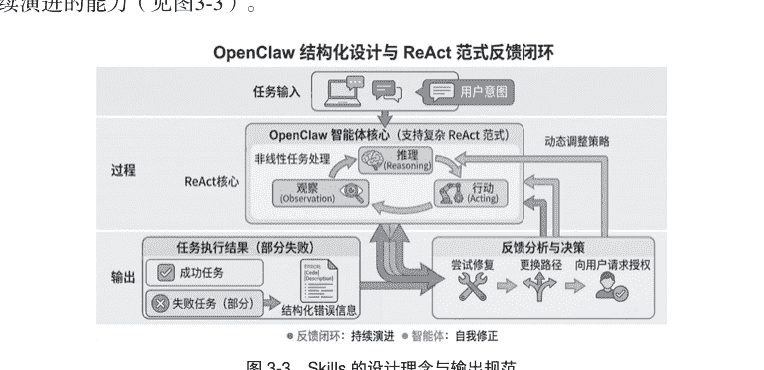 续演进的能力（见图3-3）。
OpenClaw 结构化设计与 ReAct 范式反馈闭环
任务输入
用户意图
OpenClaw 智能体核心（支持复杂 ReAct 范式）
动态调整策略
非线性任务处理
推理
(Reasoning)
过程
ReAct核心
观察
(Observation)
行动
(Acting)
任务执行结果（部分失败）
反馈分析与决策
输出
成功任务
[Code]
[Description]
失败任务（部分）
结构化错误信息
尝试修复
更换路径
向用户请求授权
反馈闭环：持续演进
智能体：自我修正
图 3-3 Skills 的设计理念与输出规范